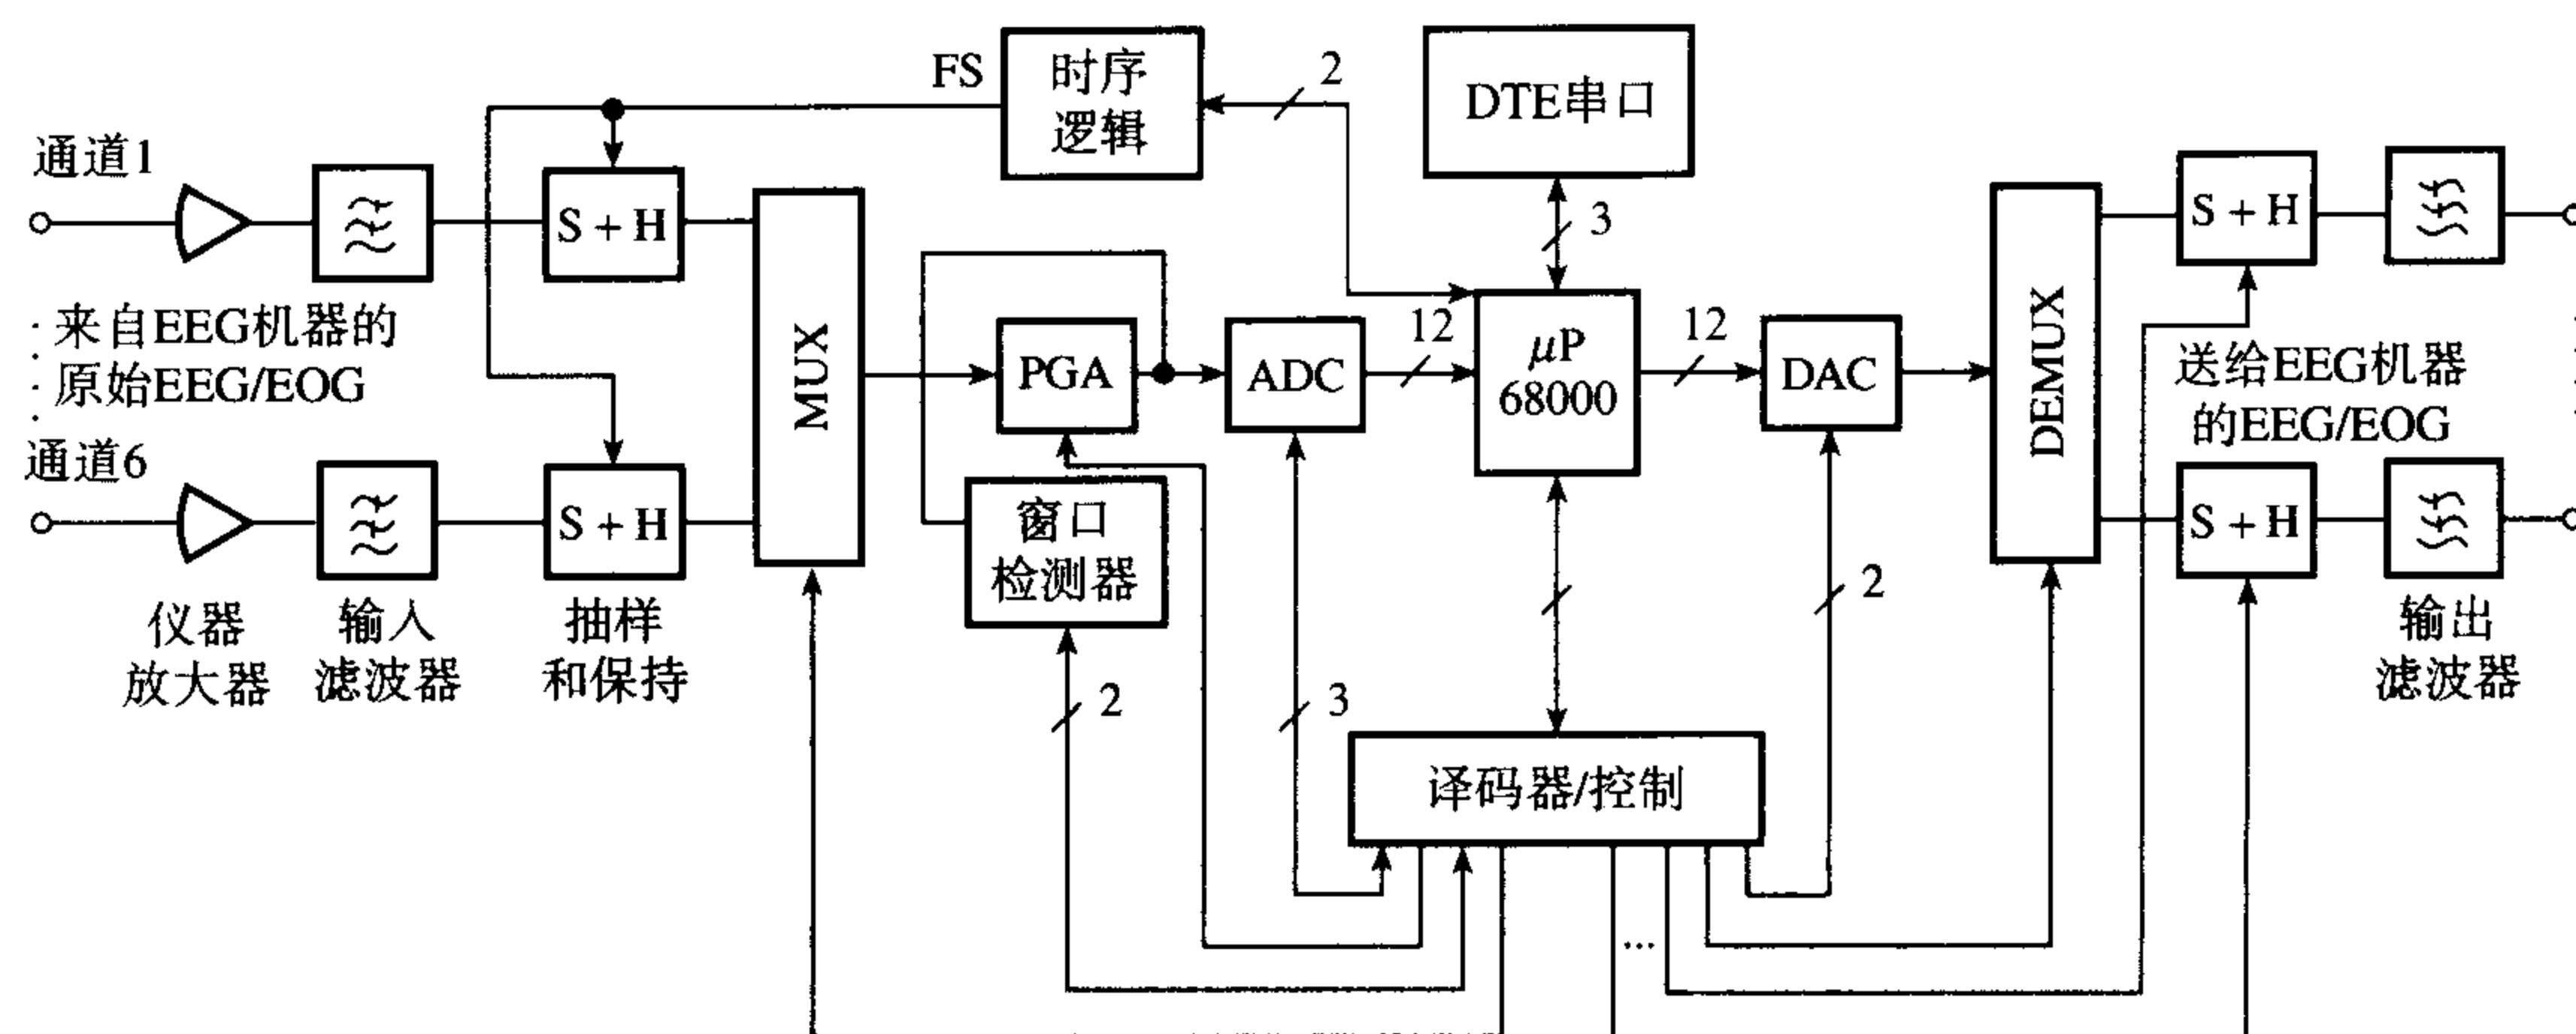 FS
时序
逻辑
2
DTE串口
通道1
S + H
MUX
3
S + H
来自EEG机器的
原始EEG/EOG
PGA
ADC
12
μP
68000
12
DAC
DEMUX
送给EEG机器
的EEG/EOG
通道6
S + H
窗口
检测器
S + H
仪器
放大器
输入
滤波器
抽样
和保持
2
3
2
输出
滤波器
译码器/控制
...